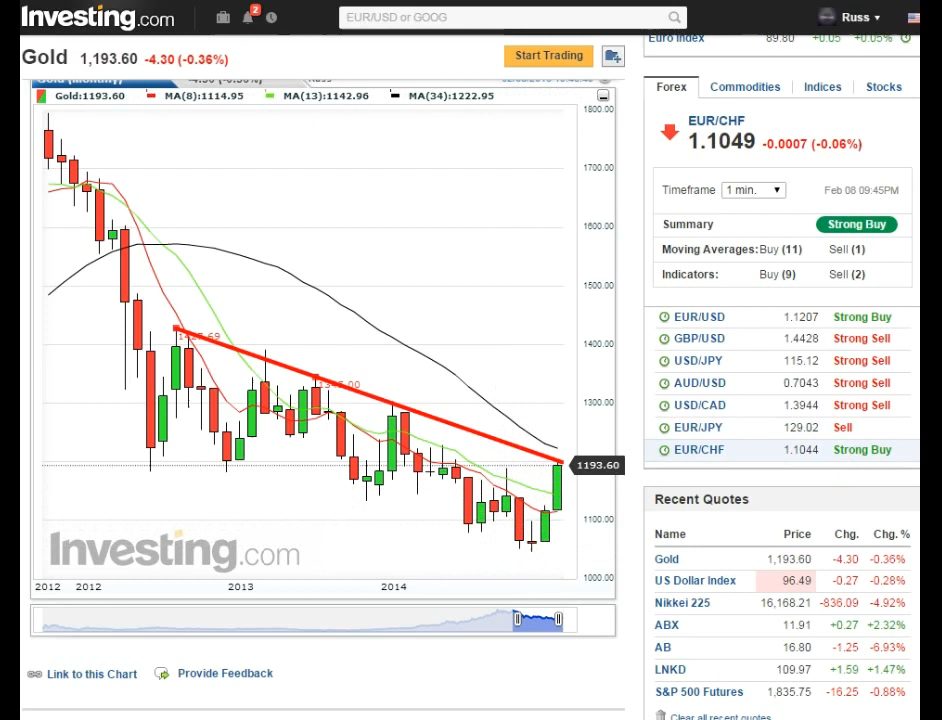 Investing.com
2
EUR/USD or GOOG
Russ
Gold 1,193.60 -4.30 (-0.36%)
Start Trading
Euro Index 89.80 +0.05 +0.05%
Gold:1193.60 MA(8):1114.95 MA(13):1142.96 MA(34):1222.95
1800.00
1700.00
1600.00
1500.00
1400.00
1300.00
1193.60
1100.00
1000.00
Investing.com
2012 2012 2013 2014
Link to this Chart Provide Feedback
Forex Commodities Indices Stocks
EUR/CHF
1.1049 -0.0007 (-0.06%)
Timeframe 1 min. Feb 08 09:45PM
Summary Strong Buy
Moving Averages: Buy (11) Sell (1)
Indicators: Buy (9) Sell (2)
EUR/USD 1.1207 Strong Buy
GBP/USD 1.4428 Strong Sell
USD/JPY 115.12 Strong Sell
AUD/USD 0.7043 Strong Sell
USD/CAD 1.3944 Strong Sell
EUR/JPY 129.02 Sell
EUR/CHF 1.1044 Strong Buy
Recent Quotes
Name Price Chg. Chg. %
Gold 1,193.60 -4.30 -0.36%
US Dollar Index 96.49 -0.27 -0.28%
Nikkei 225 16,168.21 -836.09 -4.92%
ABX 11.91 +0.27 +2.32%
AB 16.80 -1.25 -6.93%
LNKD 109.97 +1.59 +1.47%
S&P 500 Futures 1,835.75 -16.25 -0.88%
Clear all recent quotes